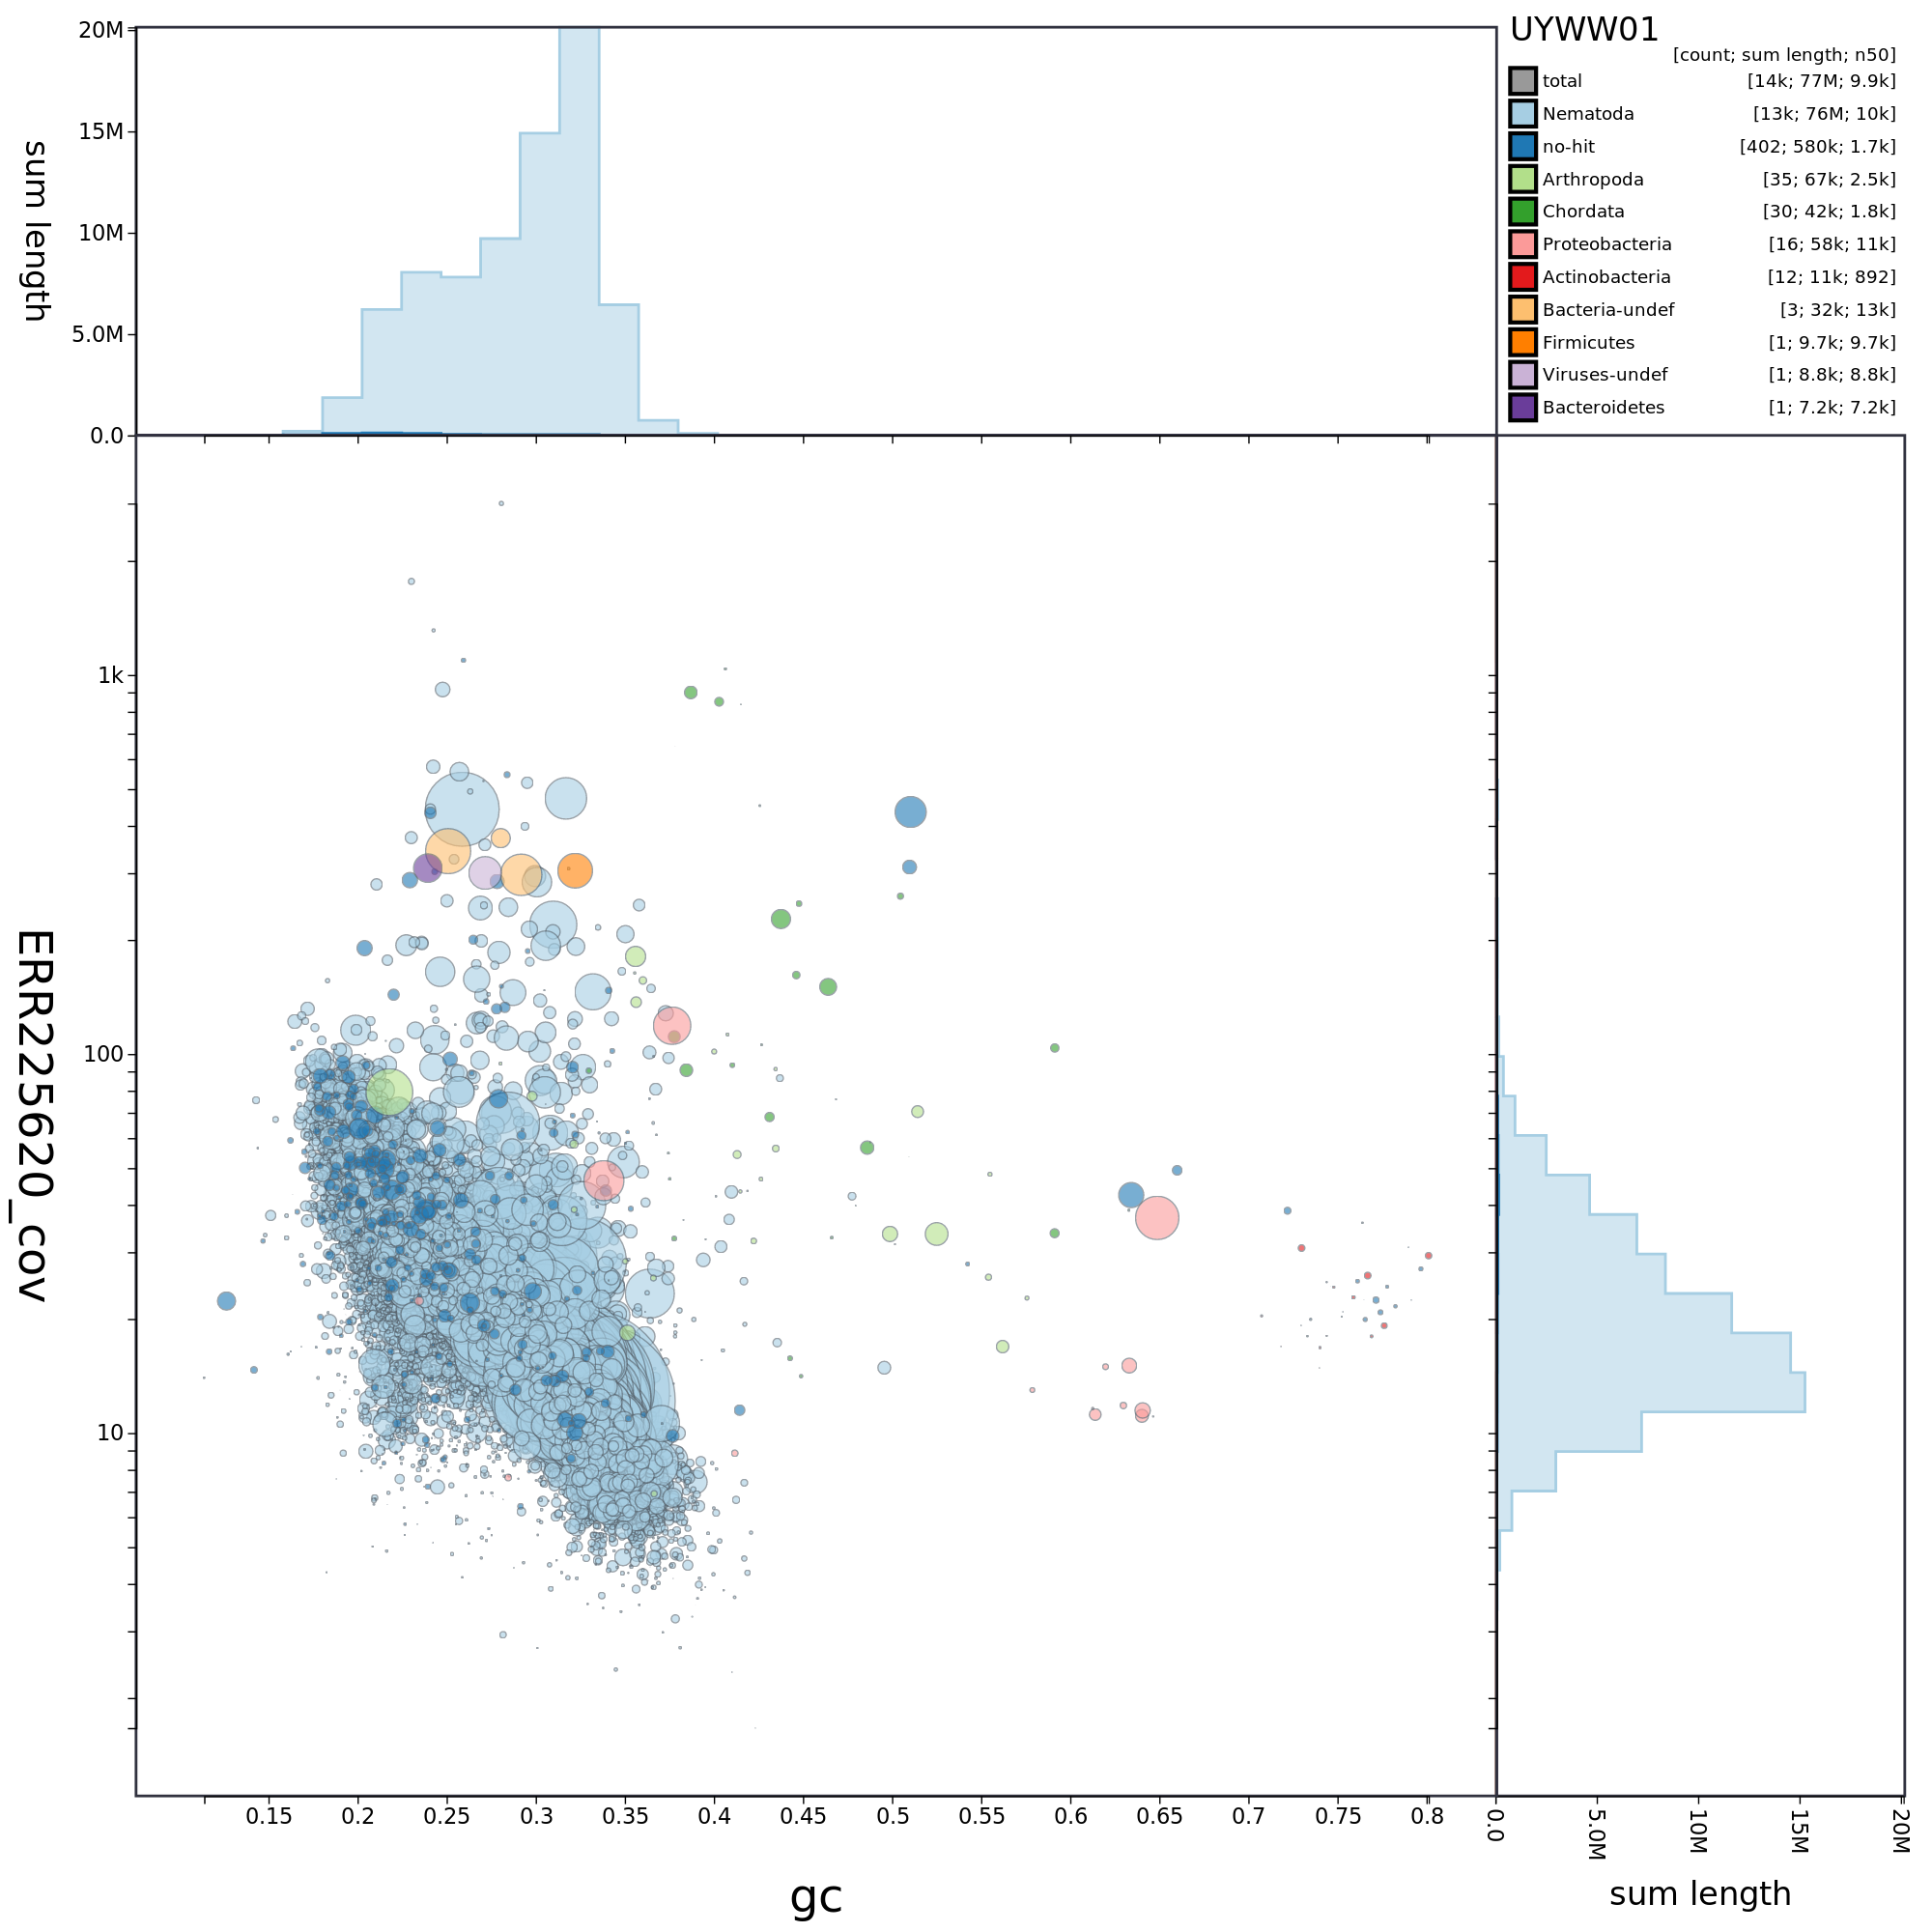 UYWW01
[count; sum length; n50]
total [14k; 77M; 9.9k]
Nematoda [13k; 76M; 10k]
no-hit [402; 580k; 1.7k]
Arthropoda [35; 67k; 2.5k]
Chordata [30; 42k; 1.8k]
Proteobacteria [16; 58k; 11k]
Actinobacteria [12; 11k; 892]
Bacteria-undef [3; 32k; 13k]
Firmicutes [1; 9.7k; 9.7k]
Viruses-undef [1; 8.8k; 8.8k]
Bacteroidetes [1; 7.2k; 7.2k]
20M
15M
10M
5.0M
0.0
sum length
1k
100
10
ERR225620_cov
0.15 0.2 0.25 0.3 0.35 0.4 0.45 0.5 0.55 0.6 0.65 0.7 0.75 0.8
gc
0.0 5.0M 10M 15M 20M
sum length